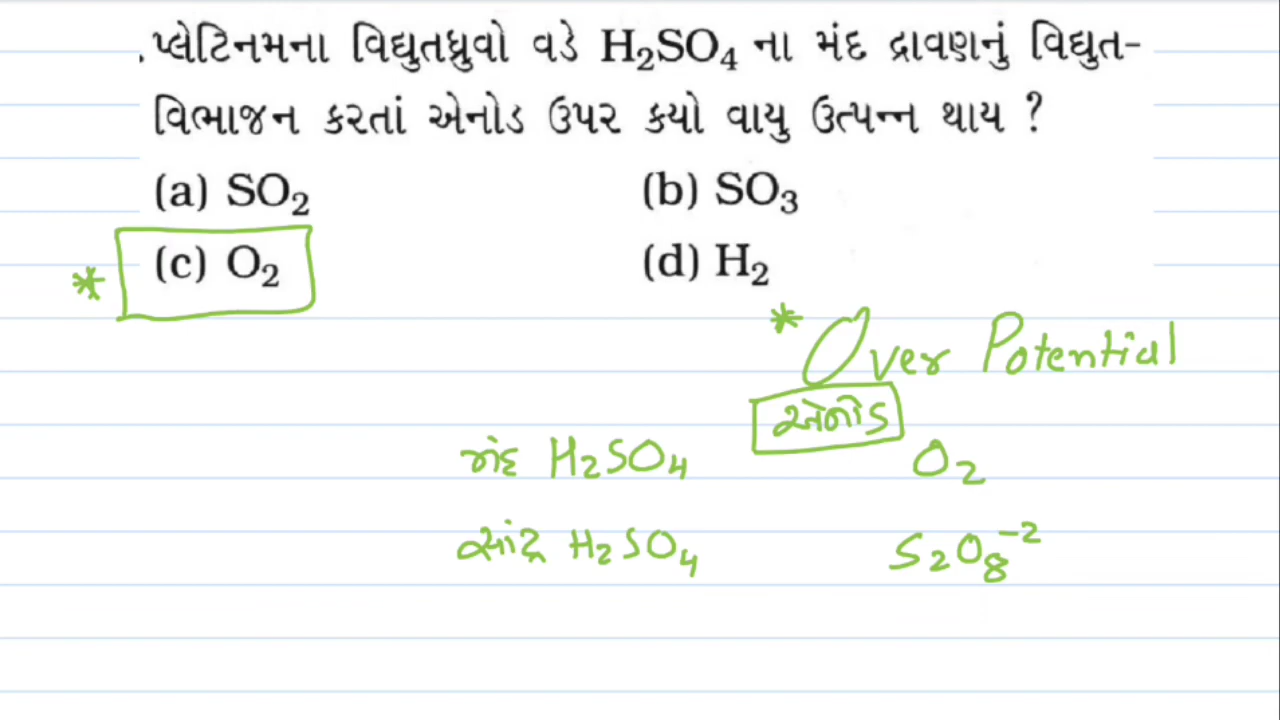 . પ્લેટિનમના વિદ્યુતધ્રુવો વડે H₂SO₄ ના મંદ દ્રાવણનું વિદ્યુત-
વિભાજન કરતાં એનોડ ઉપર કયો વાયુ ઉત્પન્ન થાય ?
(a) SO₂ (b) SO₃
* (c) O₂ (d) H₂
* Over Potential
એનોડ
મંદ H₂SO₄ O₂
સાંદ્ર H₂SO₄ S₂O₈⁻²